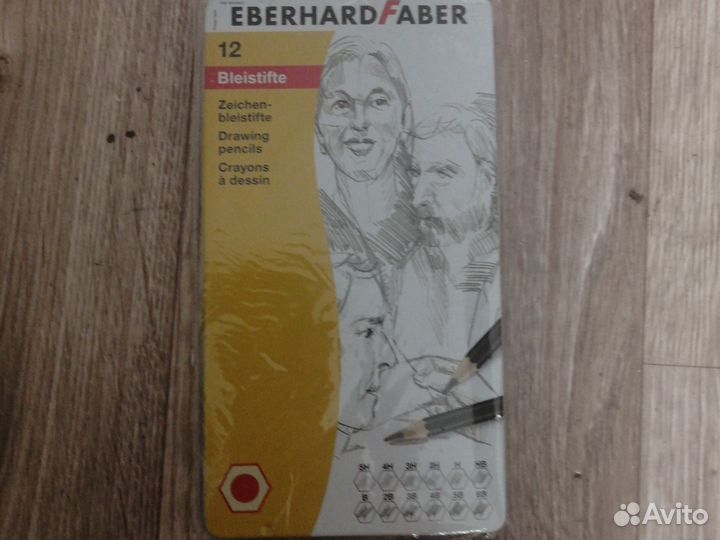 EBERHARDFABER
12
Bleistifte
Zeichen-
bleistifte
Drawing
pencils
Crayons
à dessin
5H 4H 3H 2H H HB
B 2B 3B 4B 5B 6B
Avito